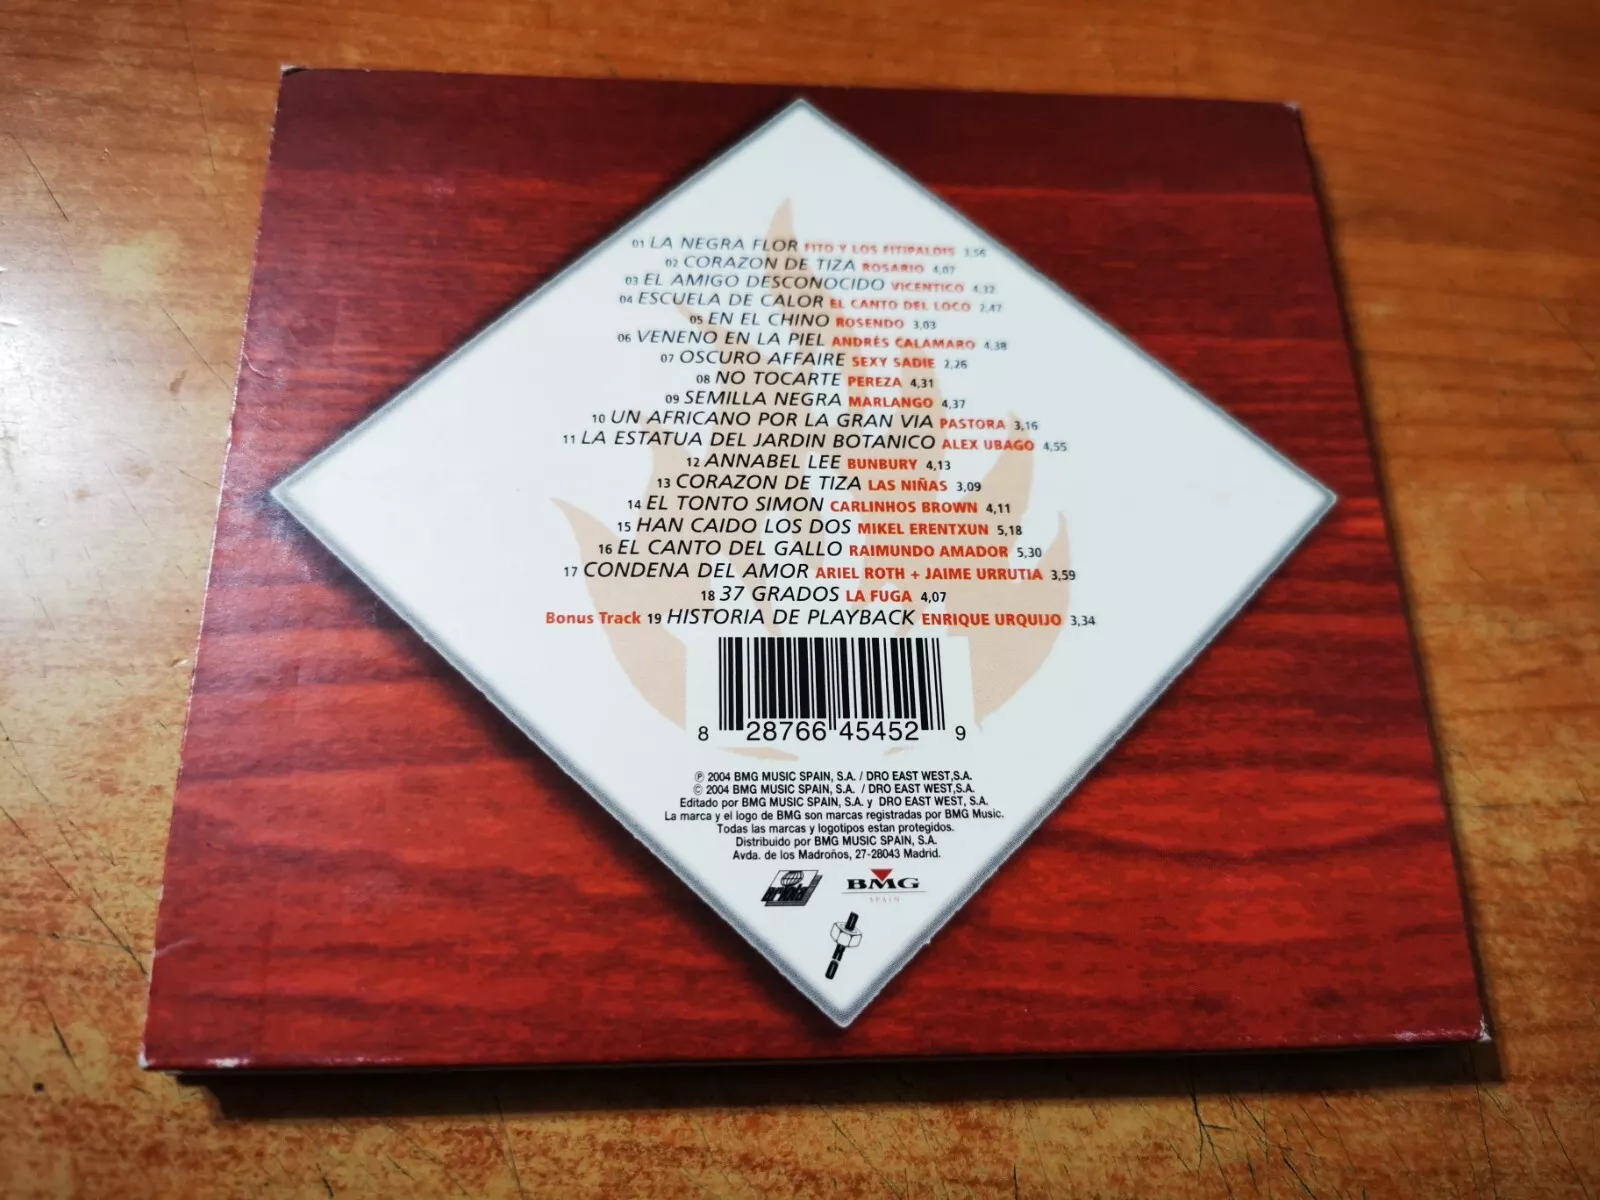 01 LA NEGRA FLOR FITO Y LOS FITIPALDIS 3,56
02 CORAZON DE TIZA ROSARIO 4,07
03 EL AMIGO DESCONOCIDO VICENTICO 4,32
04 ESCUELA DE CALOR EL CANTO DEL LOCO 2,47
05 EN EL CHINO ROSENDO 3,03
06 VENENO EN LA PIEL ANDRÉS CALAMARO 4,38
07 OSCURO AFFAIRE SEXY SADIE 2,26
08 NO TOCARTE PEREZA 4,31
09 SEMILLA NEGRA MARLANGO 4,37
10 UN AFRICANO POR LA GRAN VIA PASTORA 3,16
11 LA ESTATUA DEL JARDIN BOTANICO ALEX UBAGO 4,55
12 ANNABEL LEE BUNBURY 4,13
13 CORAZON DE TIZA LAS NIÑAS 3,09
14 EL TONTO SIMON CARLINHOS BROWN 4,11
15 HAN CAIDO LOS DOS MIKEL ERENTXUN 5,18
16 EL CANTO DEL GALLO RAIMUNDO AMADOR 5,30
17 CONDENA DEL AMOR ARIEL ROTH + JAIME URRUTIA 3,59
18 37 GRADOS LA FUGA 4,07
Bonus Track 19 HISTORIA DE PLAYBACK ENRIQUE URQUIJO 3,34
8 28766 45452 9
℗ 2004 BMG MUSIC SPAIN, S.A. / DRO EAST WEST,S.A.
© 2004 BMG MUSIC SPAIN, S.A. / DRO EAST WEST,S.A.
Editado por BMG MUSIC SPAIN, S.A. y DRO EAST WEST, S.A.
La marca y el logo de BMG son marcas registradas por BMG Music.
Todas las marcas y logotipos estan protegidos.
Distribuido por BMG MUSIC SPAIN, S.A.
Avda. de los Madroños, 27-28043 Madrid.
ariola BMG
SPAIN
DRO